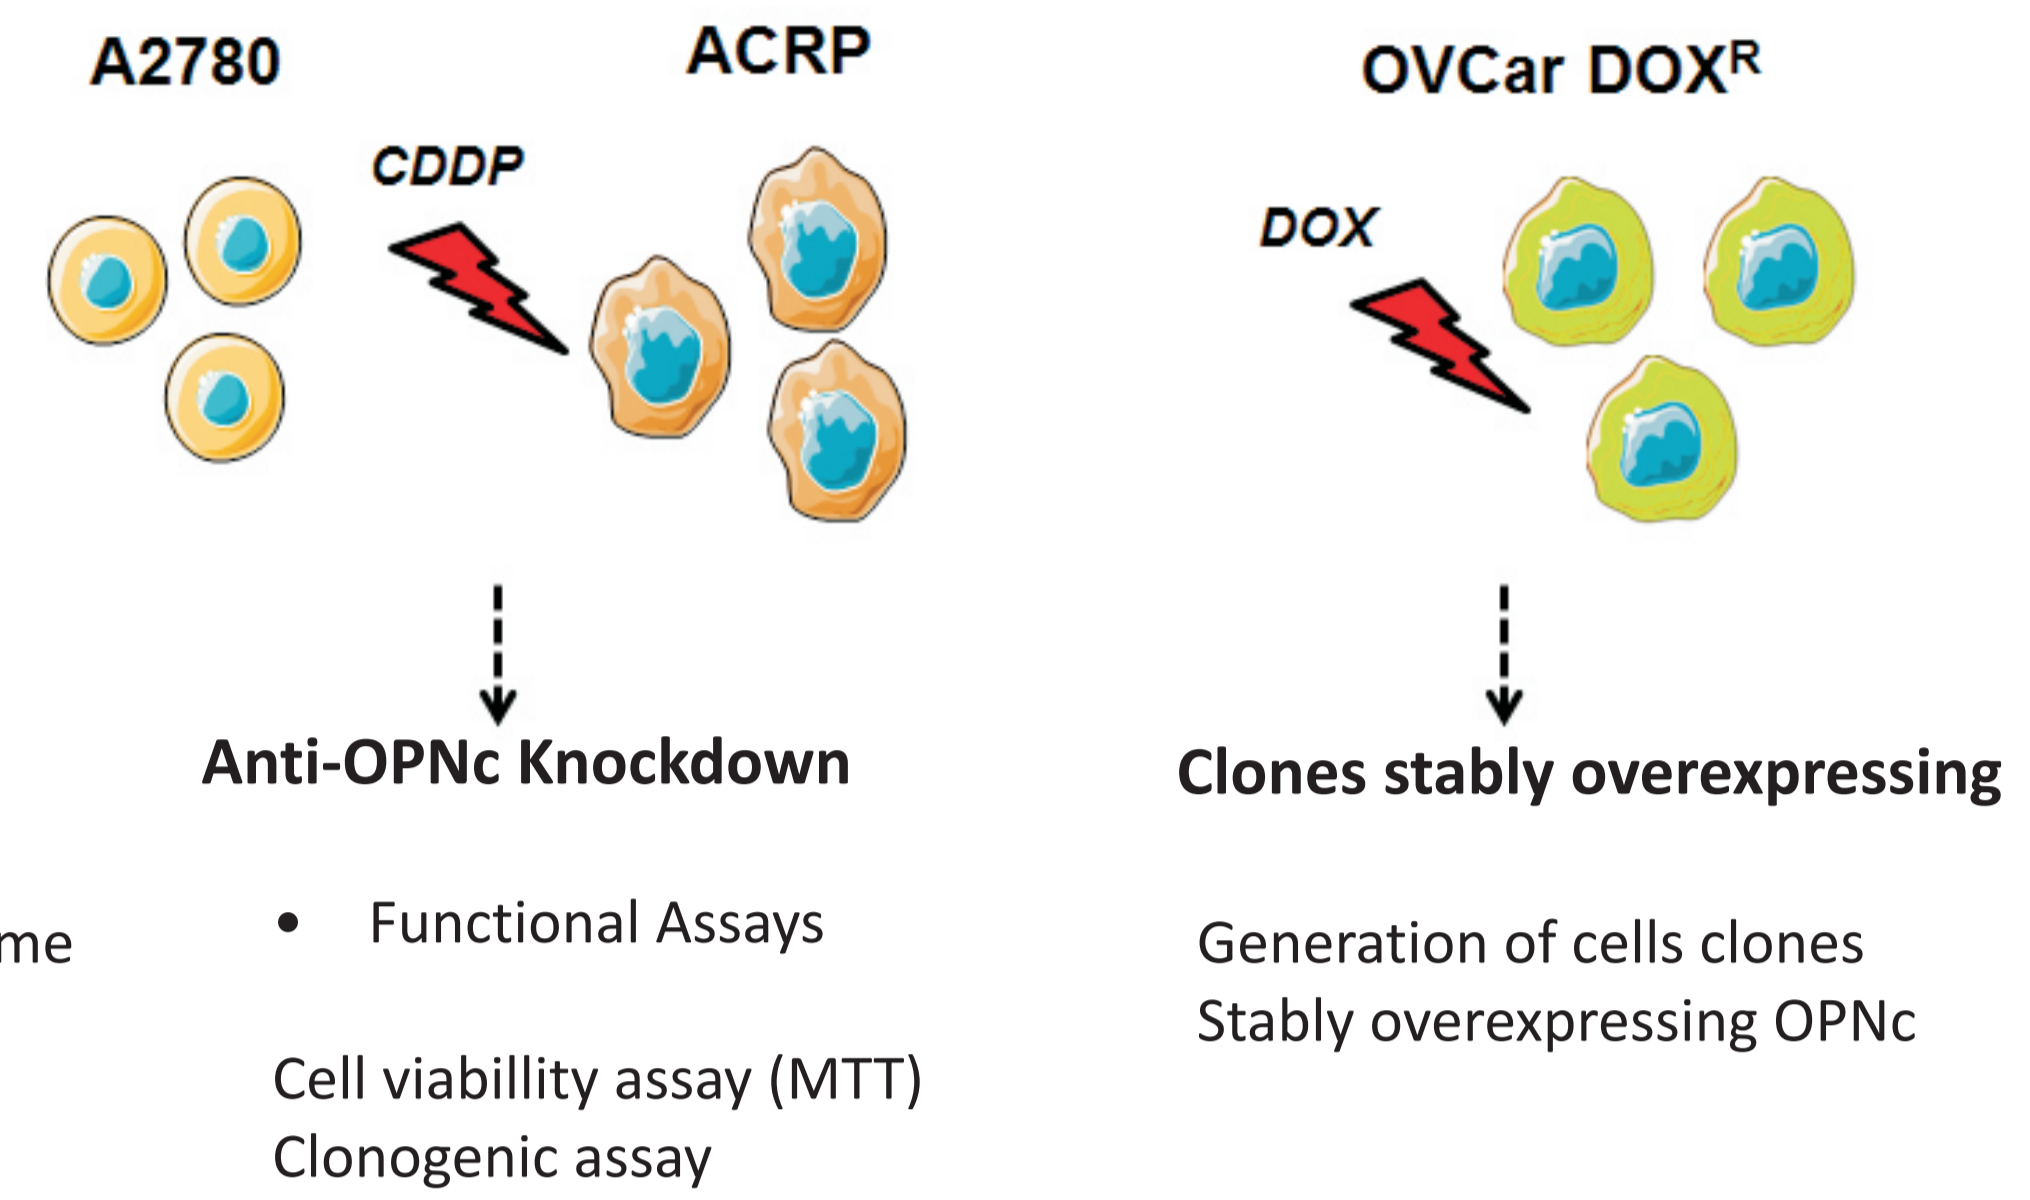 A2780
ACRP
OVCar DOXᴿ
CDDP
DOX
Anti-OPNc Knockdown
Clones stably overexpressing
me
• Functional Assays
Generation of cells clones
Stably overexpressing OPNc
Cell viabillity assay (MTT)
Clonogenic assay